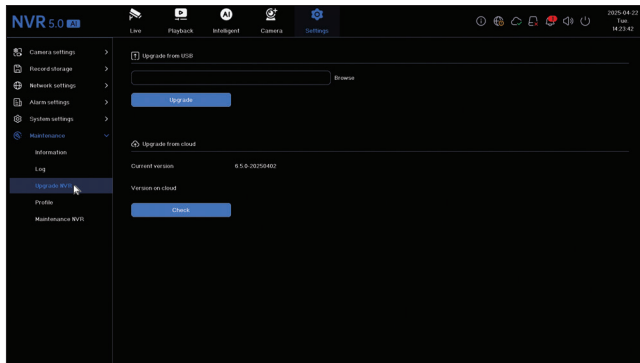 NVR 5.0 AI
Live
Playback
Intelligent
Camera
Settings
2025-04-22
Tue
14:23:42
Camera settings
Record storage
Network settings
Alarm settings
System settings
Maintenance
Information
Log
Upgrade NVR
Profile
Maintenance NVR
Upgrade from USB
Browse
Upgrade
Upgrade from cloud
Current version 6.5.0-20250402
Version on cloud
Check